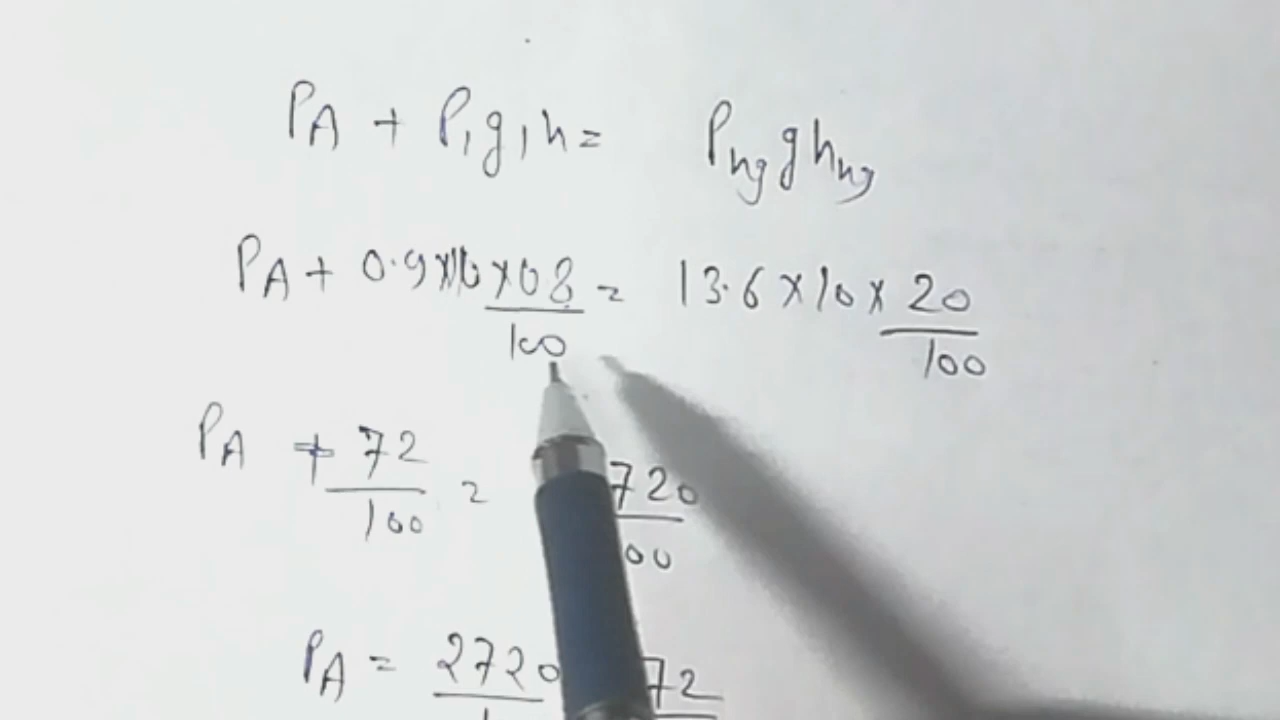 PA + P1g1h = Phg g hhg
PA + 0.9×10×08/100 = 13.6×10×20/100
PA + 72/100 = 720/00
PA = 2720 72